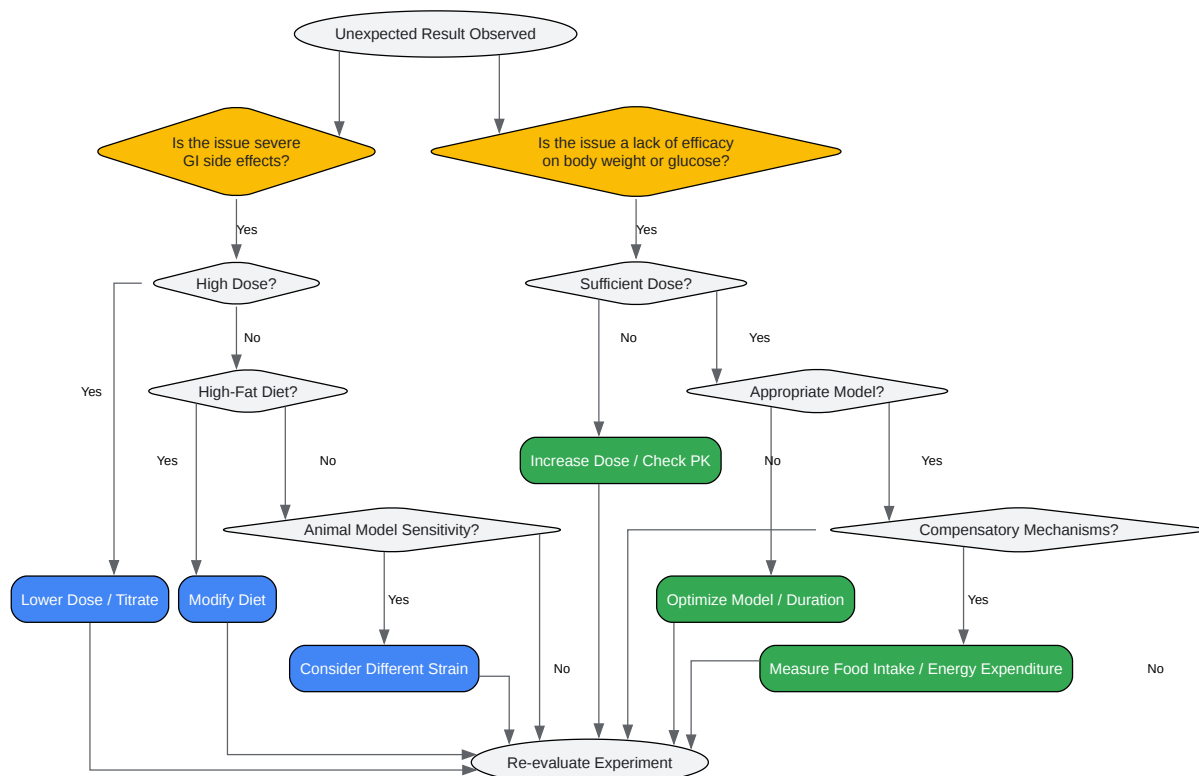 Unexpected Result Observed
Is the issue severe
GI side effects?
Is the issue a lack of efficacy
on body weight or glucose?
Yes
Yes
High Dose?
Sufficient Dose?
No
No
Yes
Yes
High-Fat Diet?
Appropriate Model?
Yes
No
Increase Dose / Check PK
No
Yes
Animal Model Sensitivity?
Compensatory Mechanisms?
Lower Dose / Titrate
Modify Diet
Yes
Optimize Model / Duration
Yes
Consider Different Strain
No
Measure Food Intake / Energy Expenditure
No
Re-evaluate Experiment